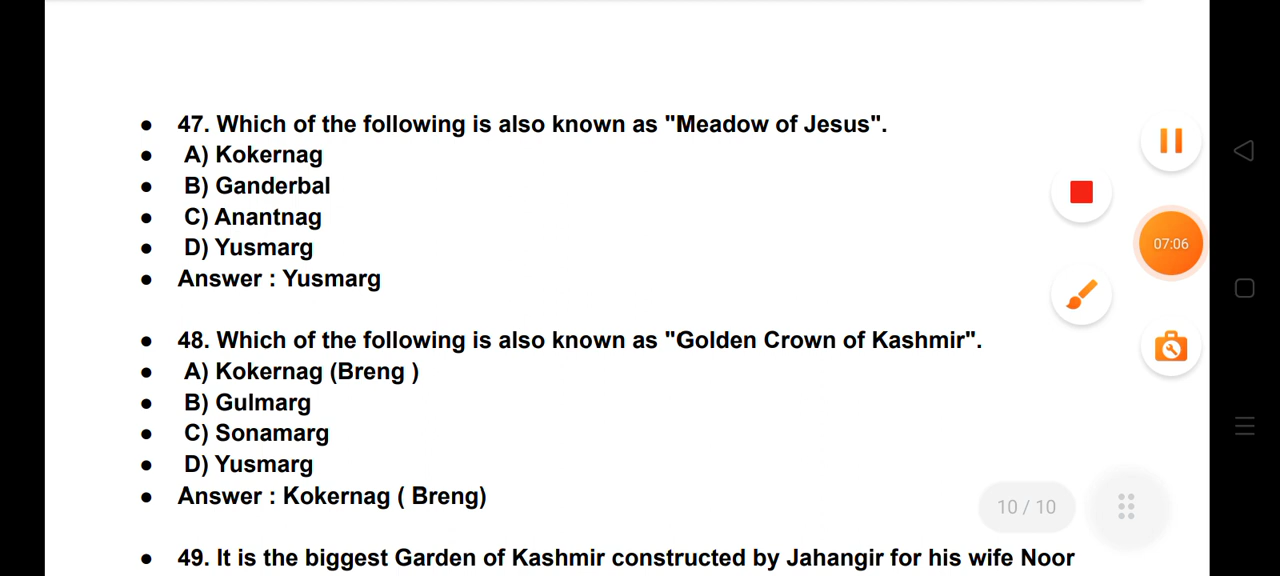 ● 47. Which of the following is also known as "Meadow of Jesus".
● A) Kokernag
● B) Ganderbal
● C) Anantnag
● D) Yusmarg
● Answer : Yusmarg
● 48. Which of the following is also known as "Golden Crown of Kashmir".
● A) Kokernag (Breng )
● B) Gulmarg
● C) Sonamarg
● D) Yusmarg
● Answer : Kokernag ( Breng)
● 49. It is the biggest Garden of Kashmir constructed by Jahangir for his wife Noor
07:06
10 / 10